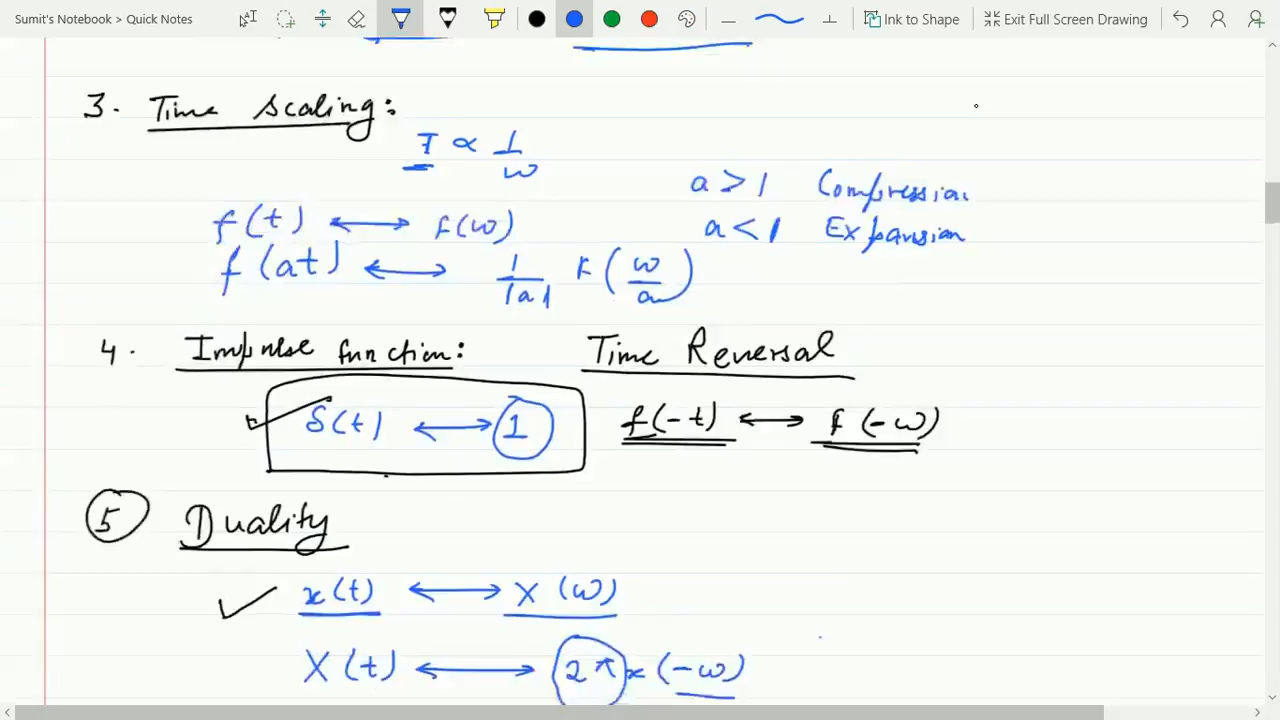 Sumit's Notebook > Quick Notes
Ink to Shape
Exit Full Screen Drawing
3. Time scaling:
T ∝ 1/w
a > 1 Compression
f(t) ⟷ F(w)
a < 1 Expansion
f(at) ⟷ 1/|a| F(w/a)
4. Impulse function: Time Reversal
δ(t) ⟷ 1
f(-t) ⟷ F(-w)
5 Duality
x(t) ⟷ X(w)
X(t) ⟷ 2π x(-w)